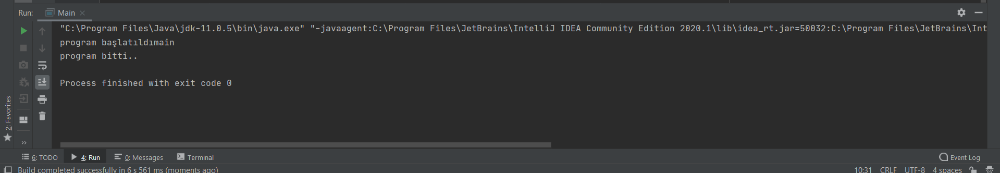 Run:
Main
"C:\Program Files\Java\jdk-11.0.5\bin\java.exe" "-javaagent:C:\Program Files\JetBrains\IntelliJ IDEA Community Edition 2020.1\lib\idea_rt.jar=50032:C:\Program Files\JetBrains\Int
program başlatıldımain
program bitti..
Process finished with exit code 0
2: Favorites
6: TODO
4: Run
0: Messages
Terminal
Event Log
Build completed successfully in 6 s 561 ms (moments ago)
10:31
CRLF
UTF-8
4 spaces